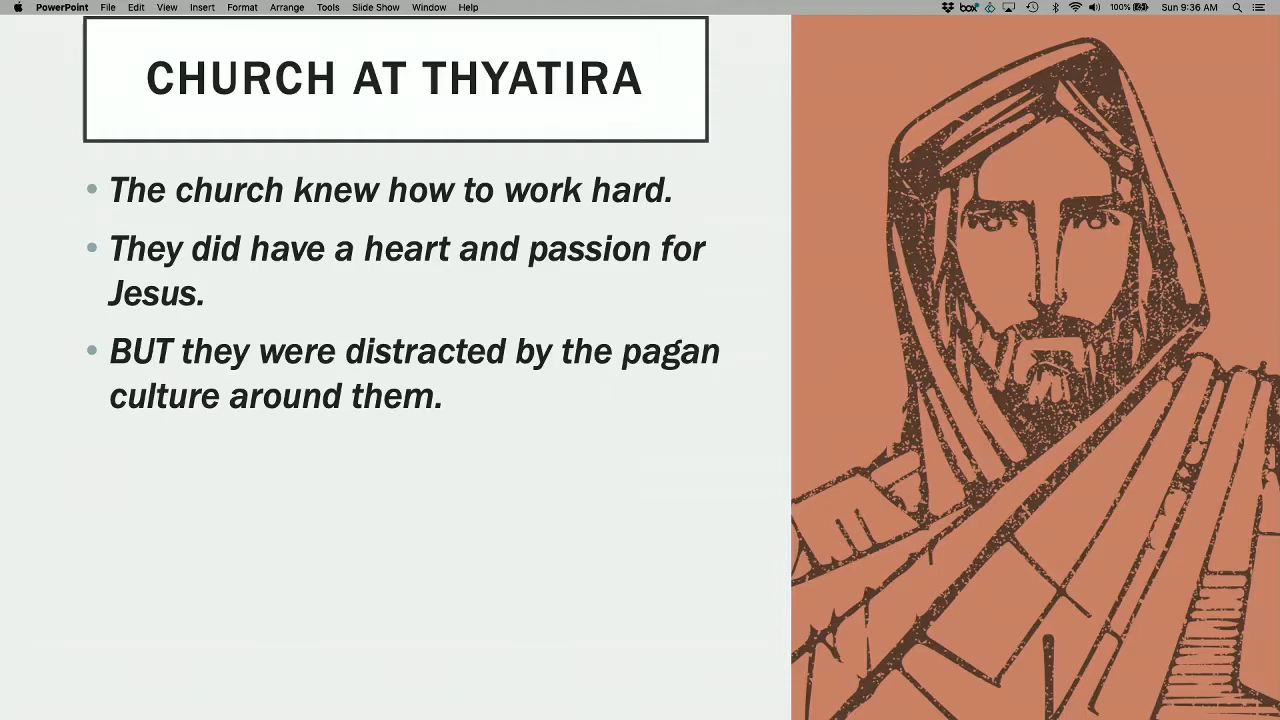 PowerPoint File Edit View Insert Format Arrange Tools Slide Show Window Help box 100% Sun 9:36 AM
CHURCH AT THYATIRA
• The church knew how to work hard.
• They did have a heart and passion for
Jesus.
• BUT they were distracted by the pagan
culture around them.